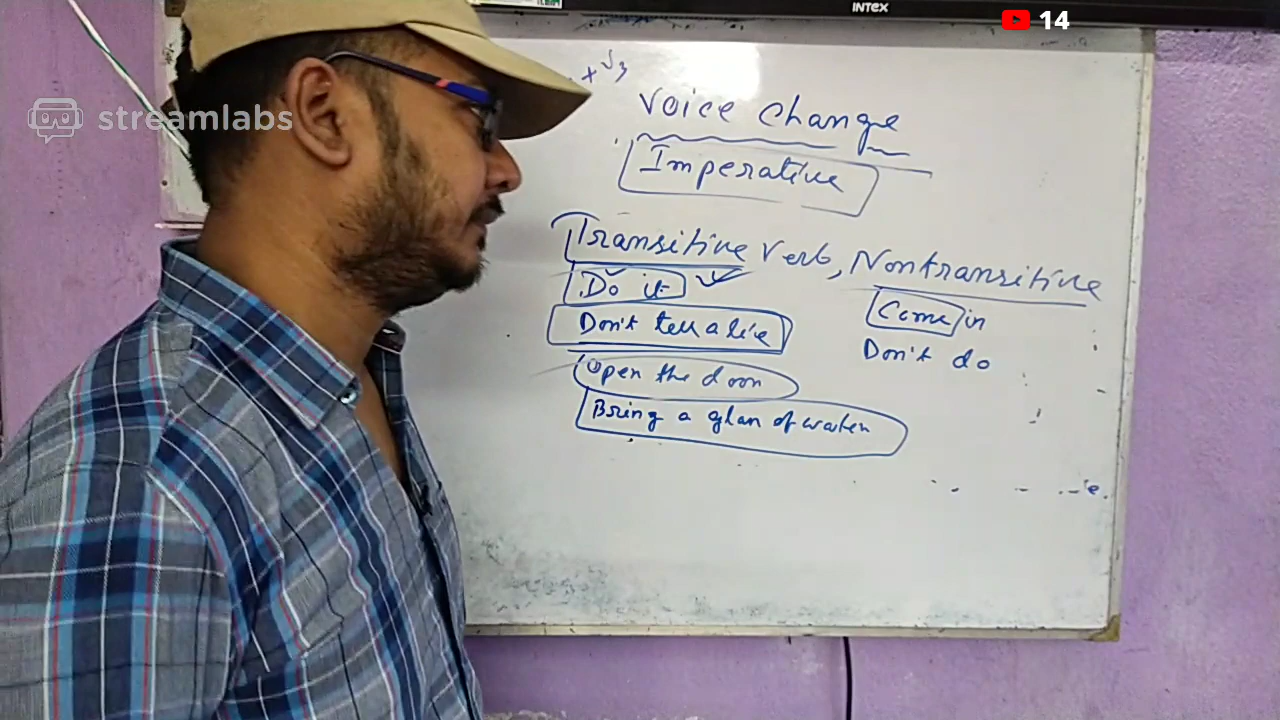 INTEX
14
streamlabs
+ V3
Voice Change
Imperative
Transitive Verb, Nontransitive
Do it
Come in
Don't tell a lie
Don't do
Open the door
Bring a glass of water